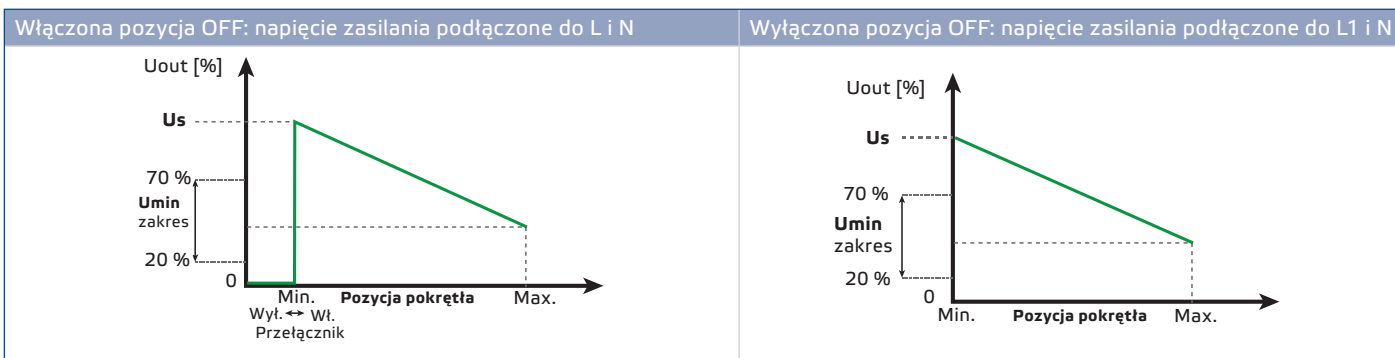 Włączona pozycja OFF: napięcie zasilania podłączone do L i N
Uout [%]
Us
70 %
Umin
zakres
20 %
0
Min.
Pozycja pokrętła
Max.
Wył. ↔ Wł.
Przełącznik
Wyłączona pozycja OFF: napięcie zasilania podłączone do L1 i N
Uout [%]
Us
70 %
Umin
zakres
20 %
0
Min.
Pozycja pokrętła
Max.